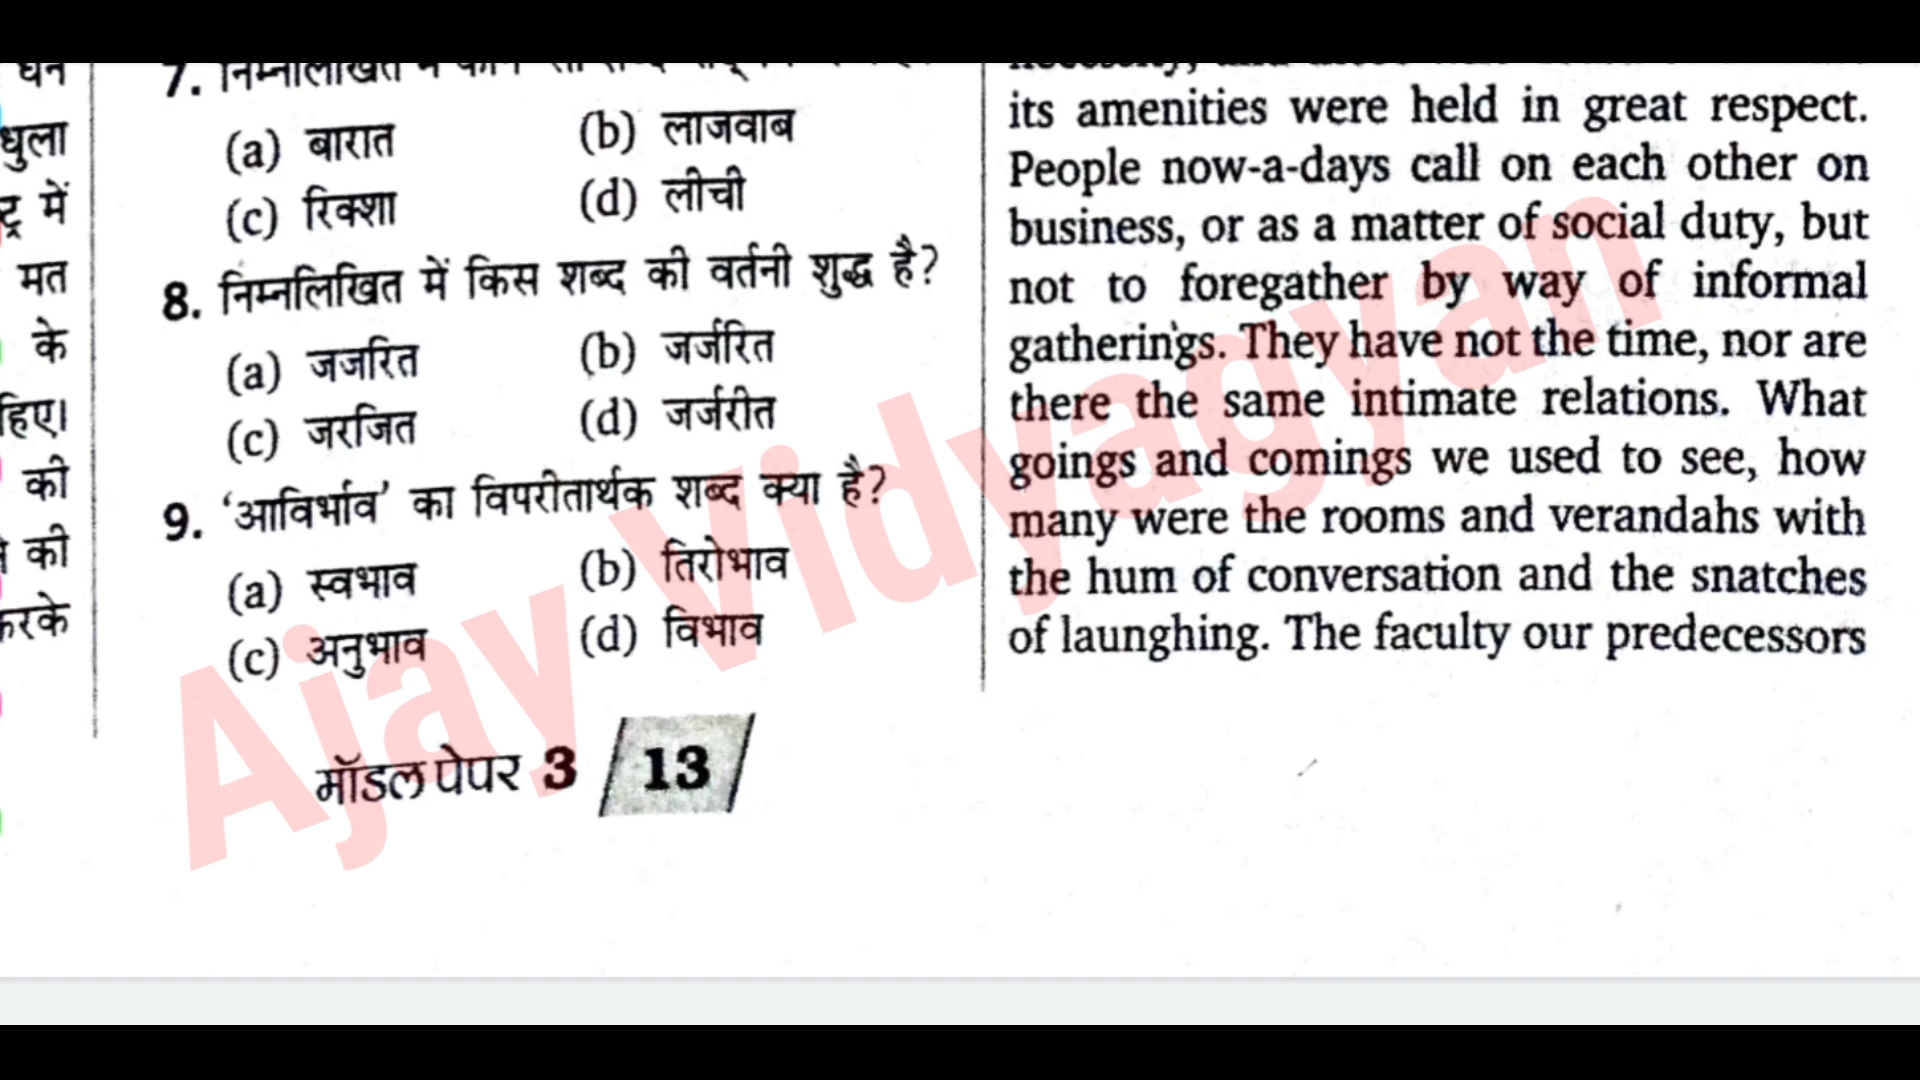 धन
धुला
ट्र में
मत
के
हिए।
की
की
करके
7. निम्नलिखित में कौन
(a) बारात (b) लाजवाब
(c) रिक्शा (d) लीची
8. निम्नलिखित में किस शब्द की वर्तनी शुद्ध है?
(a) जजरित (b) जर्जरित
(c) जरजित (d) जर्जरीत
9. ‘आविर्भाव’ का विपरीतार्थक शब्द क्या है?
(a) स्वभाव (b) तिरोभाव
(c) अनुभाव (d) विभाव
मॉडल पेपर 3 13
its amenities were held in great respect.
People now-a-days call on each other on
business, or as a matter of social duty, but
not to foregather by way of informal
gatherings. They have not the time, nor are
there the same intimate relations. What
goings and comings we used to see, how
many were the rooms and verandahs with
the hum of conversation and the snatches
of launghing. The faculty our predecessors
Ajay Vidyagyan